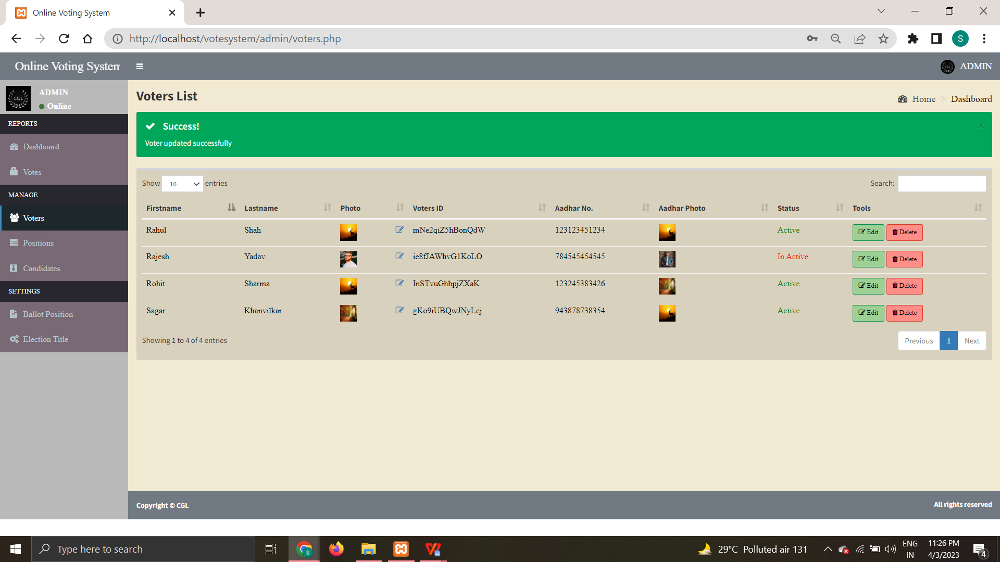 Online Voting System
http://localhost/votesystem/admin/voters.php
S
Online Voting System
ADMIN
CGL
ADMIN
Online
REPORTS
Dashboard
Votes
MANAGE
Voters
Positions
Candidates
SETTINGS
Ballot Position
Election Title
Voters List
Home > Dashboard
Success! ×
Voter updated successfully
Show 10 entries Search:
Firstname Lastname Photo Voters ID Aadhar No. Aadhar Photo Status Tools
Rahul Shah mNe2qiZ5hBonQdW 123123451234 Active Edit Delete
Rajesh Yadav ie8fJAWhvG1KoLO 784545454545 In Active Edit Delete
Rohit Sharma InSTvuGhbpjZXaK 123245383426 Active Edit Delete
Sagar Khanvilkar gKo9iUBQwJNyLcj 943878738354 Active Edit Delete
Showing 1 to 4 of 4 entries Previous 1 Next
Copyright © CGL All rights reserved
Type here to search
29°C Polluted air 131
ENG
IN
11:26 PM
4/3/2023
4